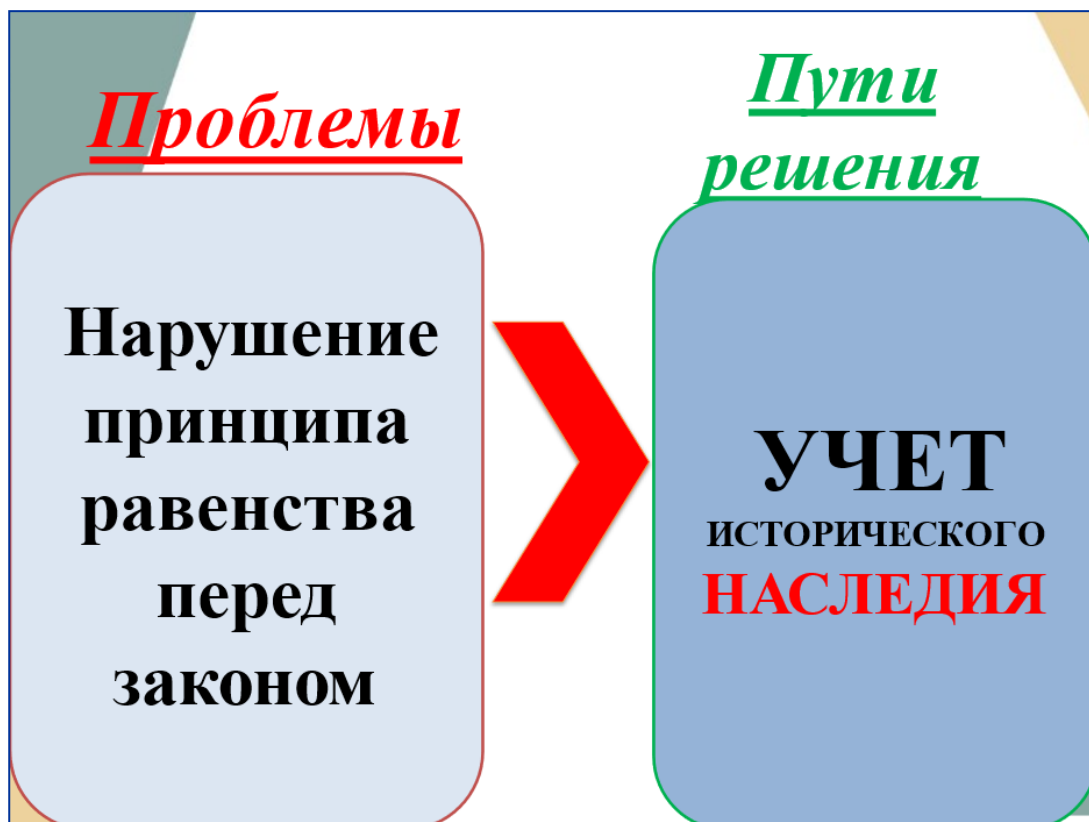 Проблемы
Нарушение
принципа
равенства
перед
законом
Пути
решения
УЧЕТ
ИСТОРИЧЕСКОГО
НАСЛЕДИЯ